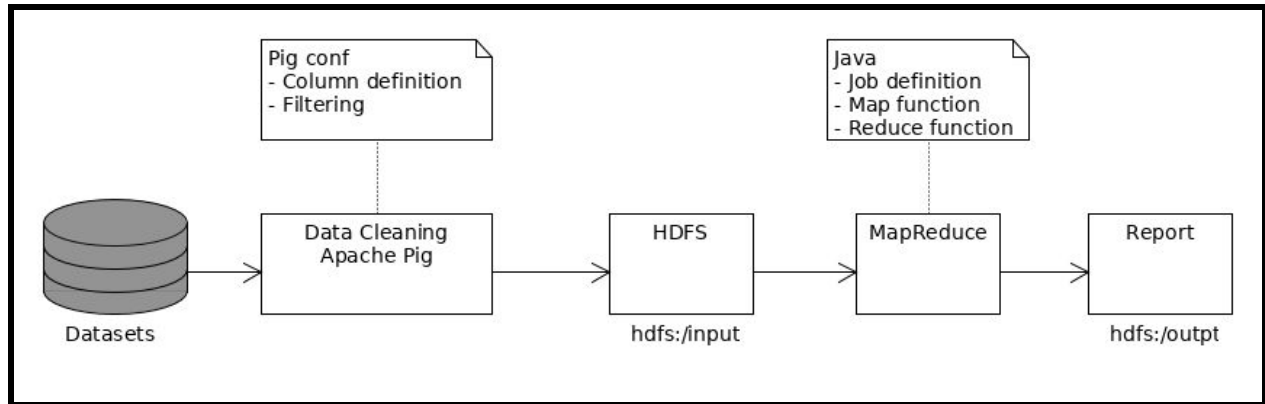 Pig conf
- Column definition
- Filtering
Java
- Job definition
- Map function
- Reduce function
Data Cleaning
Apache Pig
HDFS
MapReduce
Report
Datasets
hdfs:/input
hdfs:/outpt